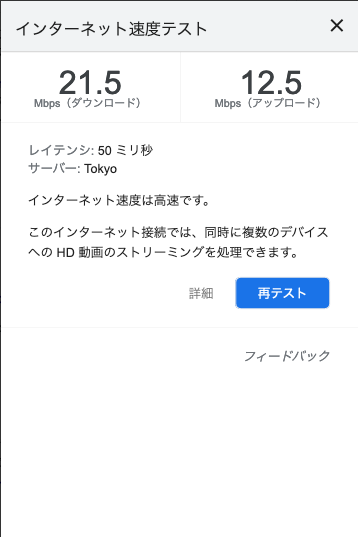 インターネット速度テスト ×
21.5 12.5
Mbps（ダウンロード） Mbps（アップロード）
レイテンシ: 50 ミリ秒
サーバー: Tokyo
インターネット速度は高速です。
このインターネット接続では、同時に複数のデバイス
への HD 動画のストリーミングを処理できます。
詳細 再テスト
フィードバック